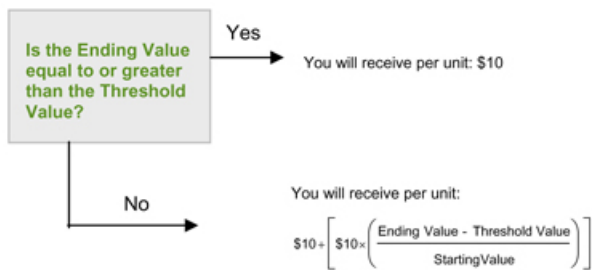 Is the Ending Value
equal to or greater
than the Threshold
Value?
Yes
You will receive per unit: $10
No
You will receive per unit:
$10+[$10×(Ending Value - Threshold Value
StartingValue)]